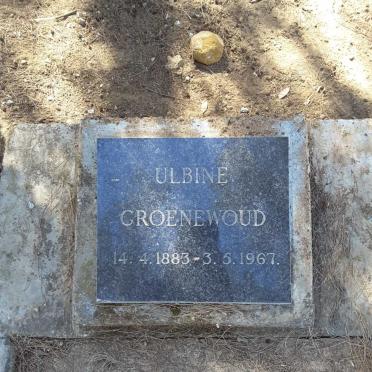 ULBINE
GROENEWOUD
14. 4. 1883 - 3. 5. 1967.